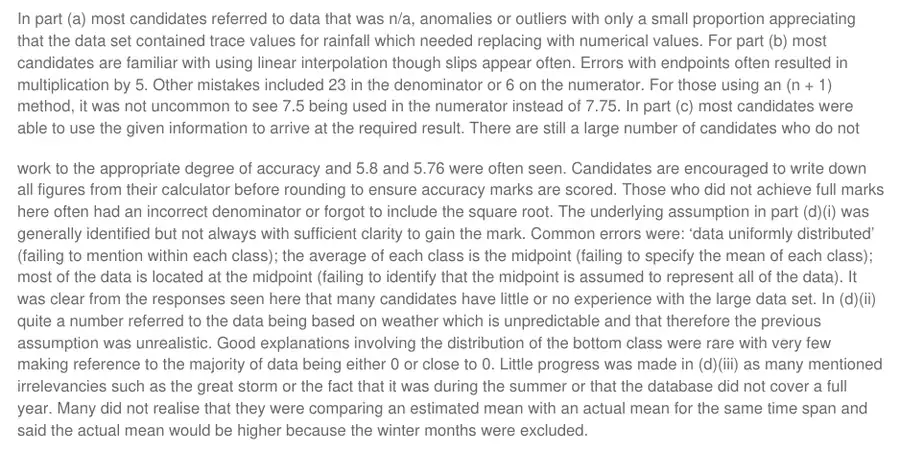 In part (a) most candidates referred to data that was n/a, anomalies or outliers with only a small proportion appreciating
that the data set contained trace values for rainfall which needed replacing with numerical values. For part (b) most
candidates are familiar with using linear interpolation though slips appear often. Errors with endpoints often resulted in
multiplication by 5. Other mistakes included 23 in the denominator or 6 on the numerator. For those using an (n + 1)
method, it was not uncommon to see 7.5 being used in the numerator instead of 7.75. In part (c) most candidates were
able to use the given information to arrive at the required result. There are still a large number of candidates who do not
work to the appropriate degree of accuracy and 5.8 and 5.76 were often seen. Candidates are encouraged to write down
all figures from their calculator before rounding to ensure accuracy marks are scored. Those who did not achieve full marks
here often had an incorrect denominator or forgot to include the square root. The underlying assumption in part (d)(i) was
generally identified but not always with sufficient clarity to gain the mark. Common errors were: ‘data uniformly distributed’
(failing to mention within each class); the average of each class is the midpoint (failing to specify the mean of each class);
most of the data is located at the midpoint (failing to identify that the midpoint is assumed to represent all of the data). It
was clear from the responses seen here that many candidates have little or no experience with the large data set. In (d)(ii)
quite a number referred to the data being based on weather which is unpredictable and that therefore the previous
assumption was unrealistic. Good explanations involving the distribution of the bottom class were rare with very few
making reference to the majority of data being either 0 or close to 0. Little progress was made in (d)(iii) as many mentioned
irrelevancies such as the great storm or the fact that it was during the summer or that the database did not cover a full
year. Many did not realise that they were comparing an estimated mean with an actual mean for the same time span and
said the actual mean would be higher because the winter months were excluded.